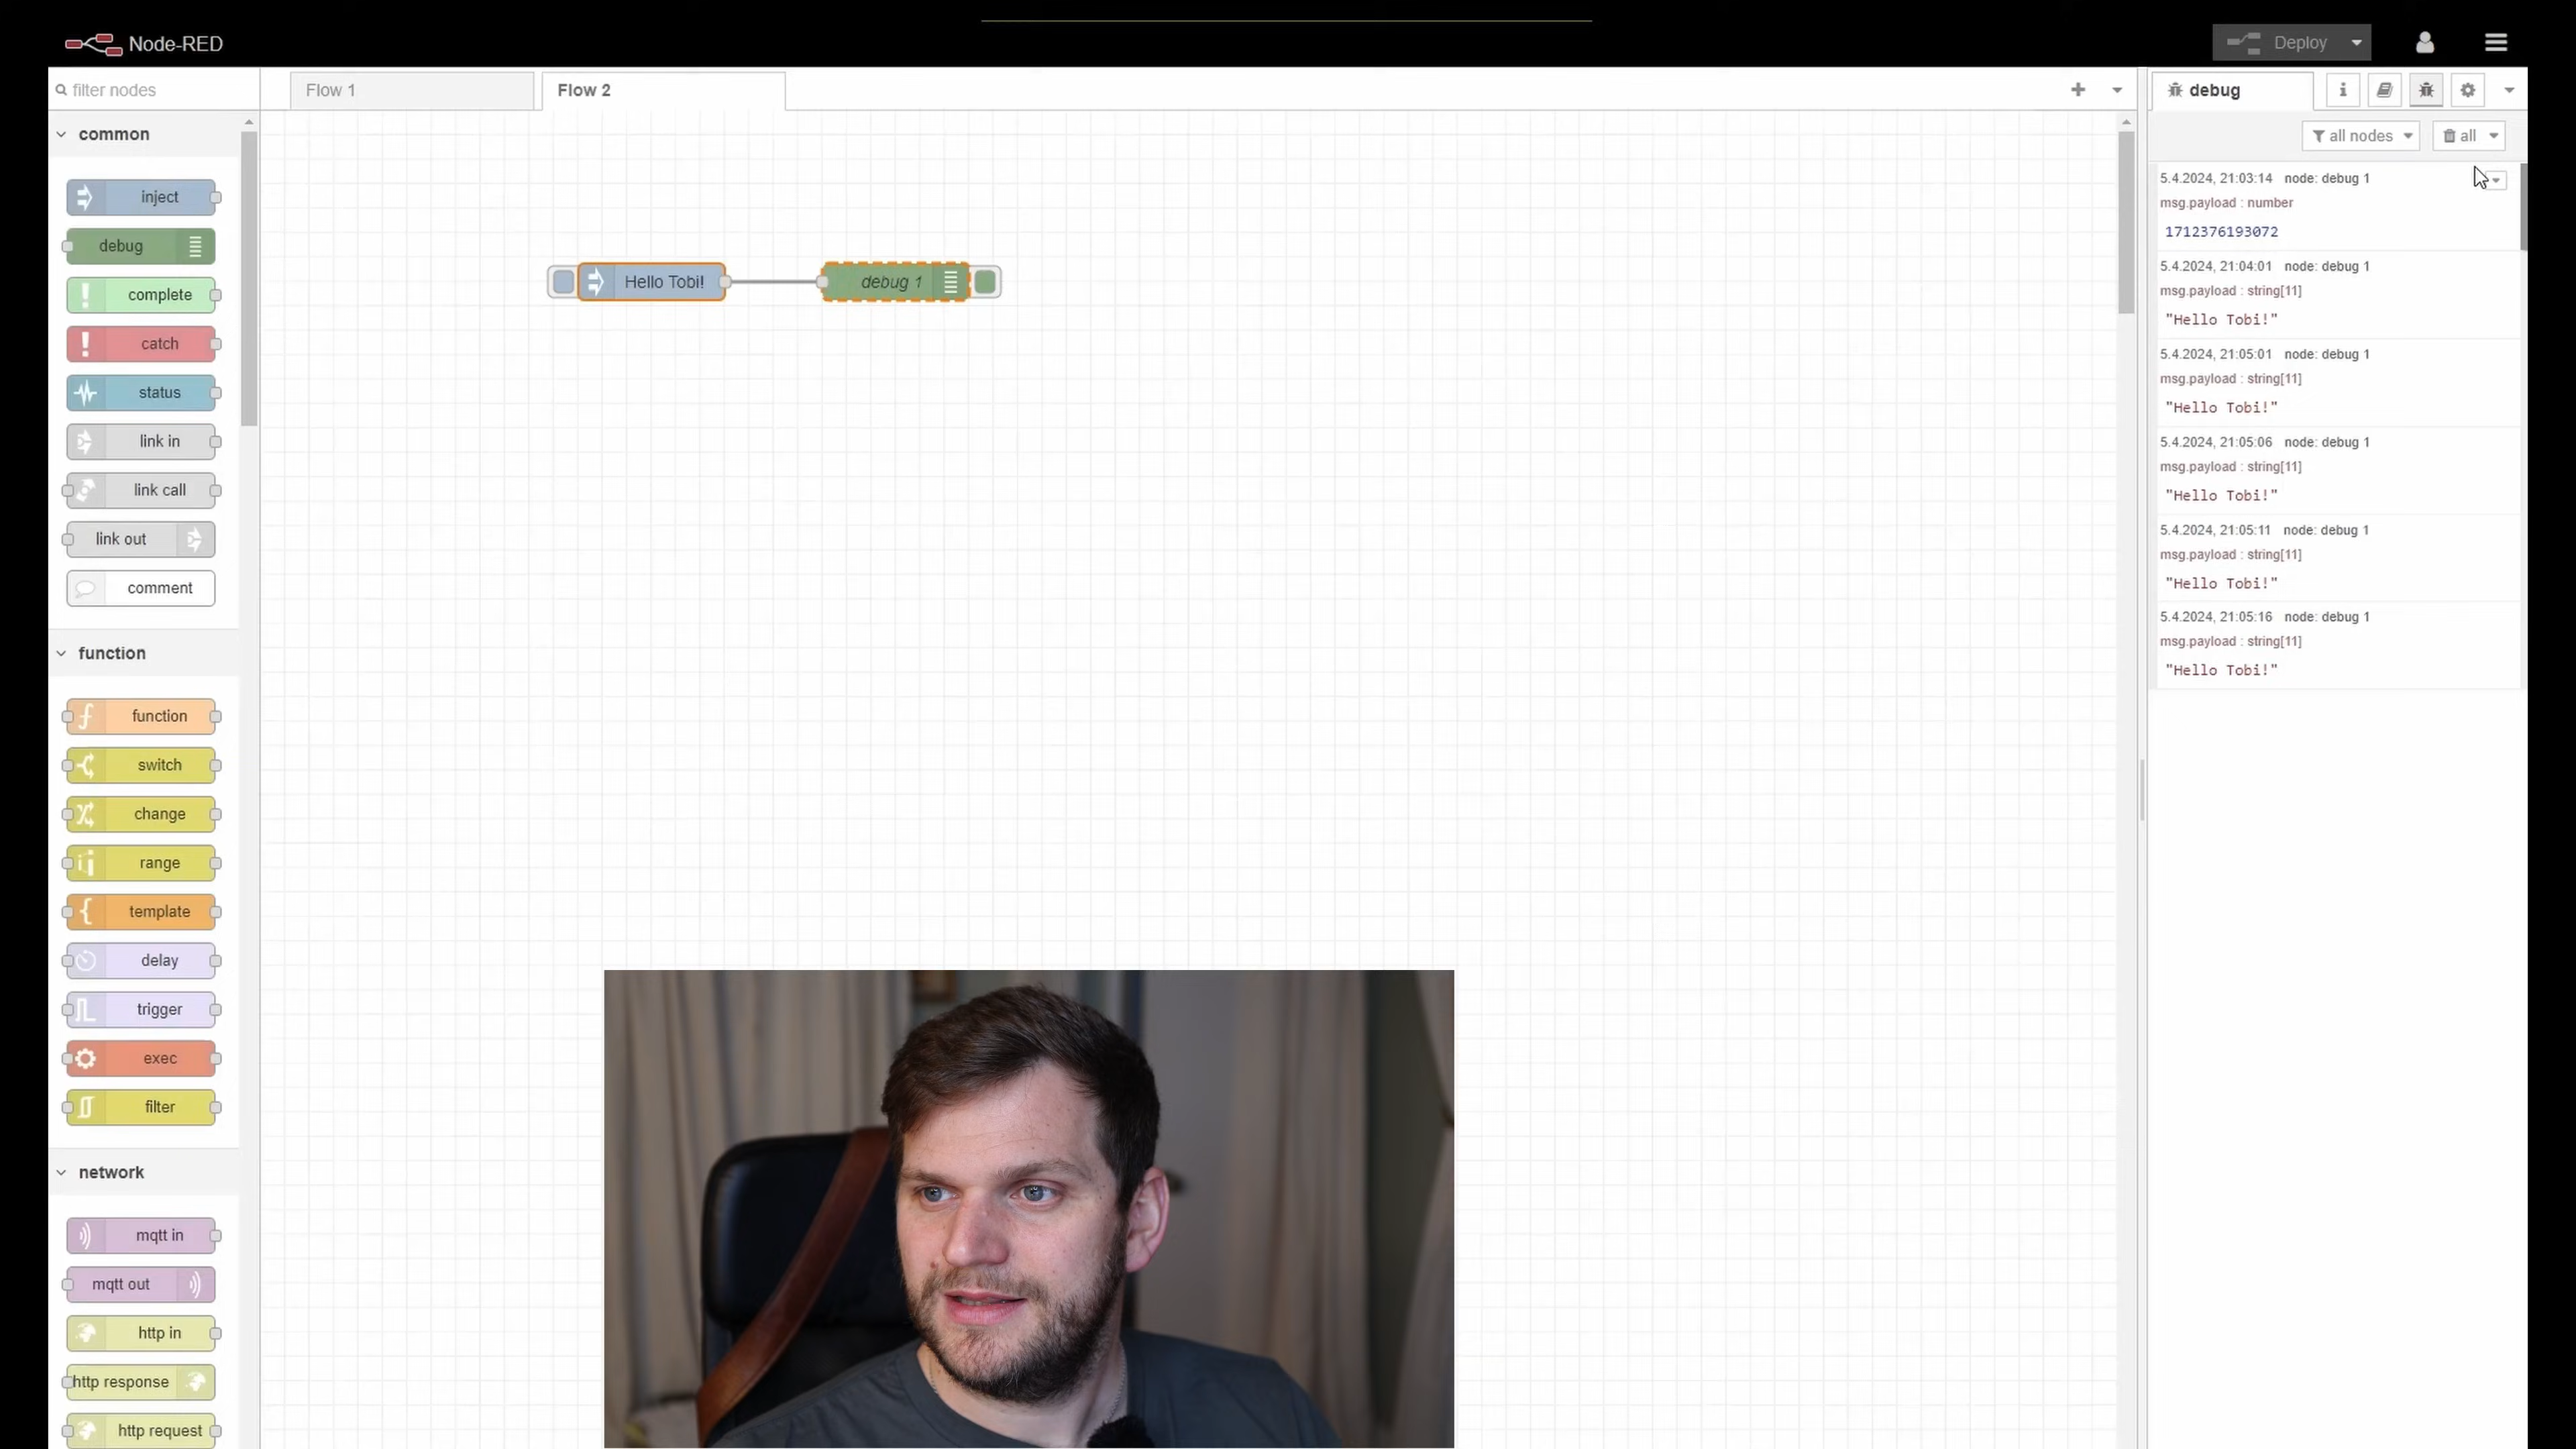 Node-RED
Deploy
filter nodes
Flow 1
Flow 2
debug
all nodes
all
common
inject
debug
complete
catch
status
link in
link call
link out
comment
function
function
switch
change
range
template
delay
trigger
exec
filter
network
mqtt in
mqtt out
http in
http response
http request
Hello Tobi!
debug 1
5.4.2024, 21:03:14 node: debug 1
msg.payload : number
1712376193072
5.4.2024, 21:04:01 node: debug 1
msg.payload : string[11]
"Hello Tobi!"
5.4.2024, 21:05:01 node: debug 1
msg.payload : string[11]
"Hello Tobi!"
5.4.2024, 21:05:06 node: debug 1
msg.payload : string[11]
"Hello Tobi!"
5.4.2024, 21:05:11 node: debug 1
msg.payload : string[11]
"Hello Tobi!"
5.4.2024, 21:05:16 node: debug 1
msg.payload : string[11]
"Hello Tobi!"